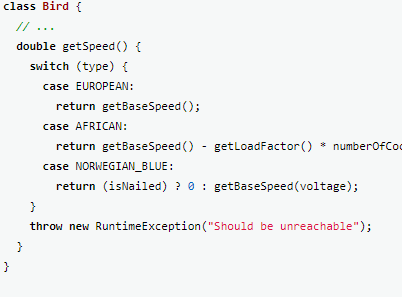 class Bird {
  // ...
  double getSpeed() {
    switch (type) {
      case EUROPEAN:
        return getBaseSpeed();
      case AFRICAN:
        return getBaseSpeed() - getLoadFactor() * numberOfCoc
      case NORWEGIAN_BLUE:
        return (isNailed) ? 0 : getBaseSpeed(voltage);
    }
    throw new RuntimeException("Should be unreachable");
  }
}